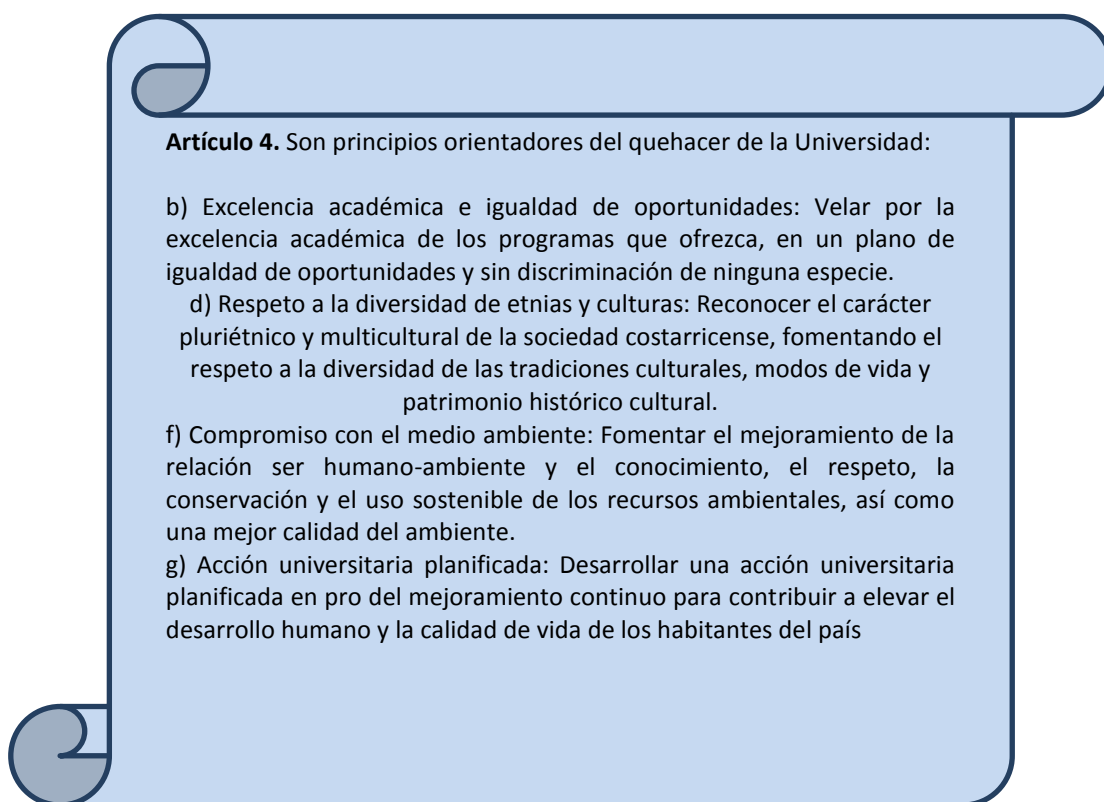 Artículo 4. Son principios orientadores del quehacer de la Universidad:
b) Excelencia académica e igualdad de oportunidades: Velar por la
excelencia académica de los programas que ofrezca, en un plano de
igualdad de oportunidades y sin discriminación de ninguna especie.
d) Respeto a la diversidad de etnias y culturas: Reconocer el carácter
pluriétnico y multicultural de la sociedad costarricense, fomentando el
respeto a la diversidad de las tradiciones culturales, modos de vida y
patrimonio histórico cultural.
f) Compromiso con el medio ambiente: Fomentar el mejoramiento de la
relación ser humano-ambiente y el conocimiento, el respeto, la
conservación y el uso sostenible de los recursos ambientales, así como
una mejor calidad del ambiente.
g) Acción universitaria planificada: Desarrollar una acción universitaria
planificada en pro del mejoramiento continuo para contribuir a elevar el
desarrollo humano y la calidad de vida de los habitantes del país